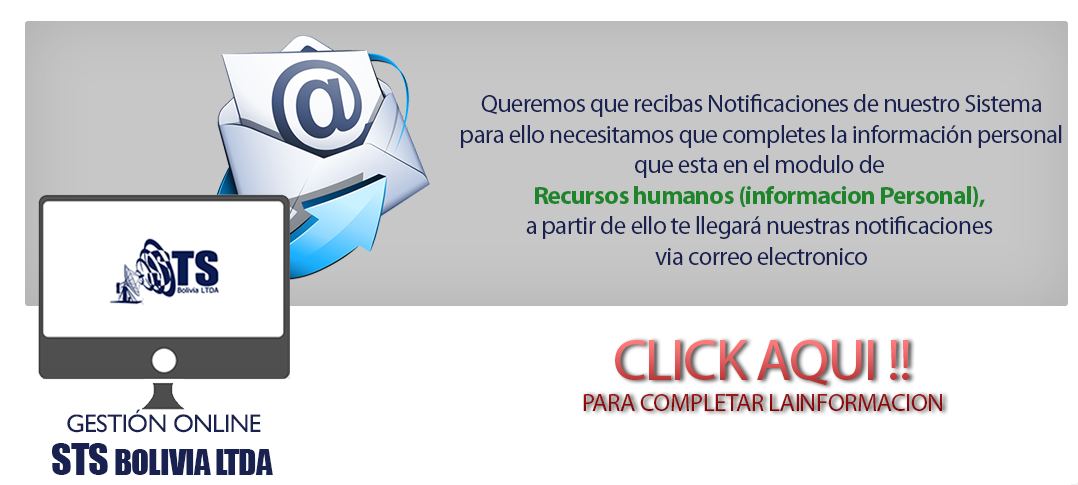 @
Queremos que recibas Notificaciones de nuestro Sistema
para ello necesitamos que completes la información personal
que esta en el modulo de
Recursos humanos (informacion Personal),
a partir de ello te llegará nuestras notificaciones
via correo electronico
STS
Bolivia LTDA
GESTIÓN ONLINE
STS BOLIVIA LTDA
CLICK AQUI !!
PARA COMPLETAR LAINFORMACION